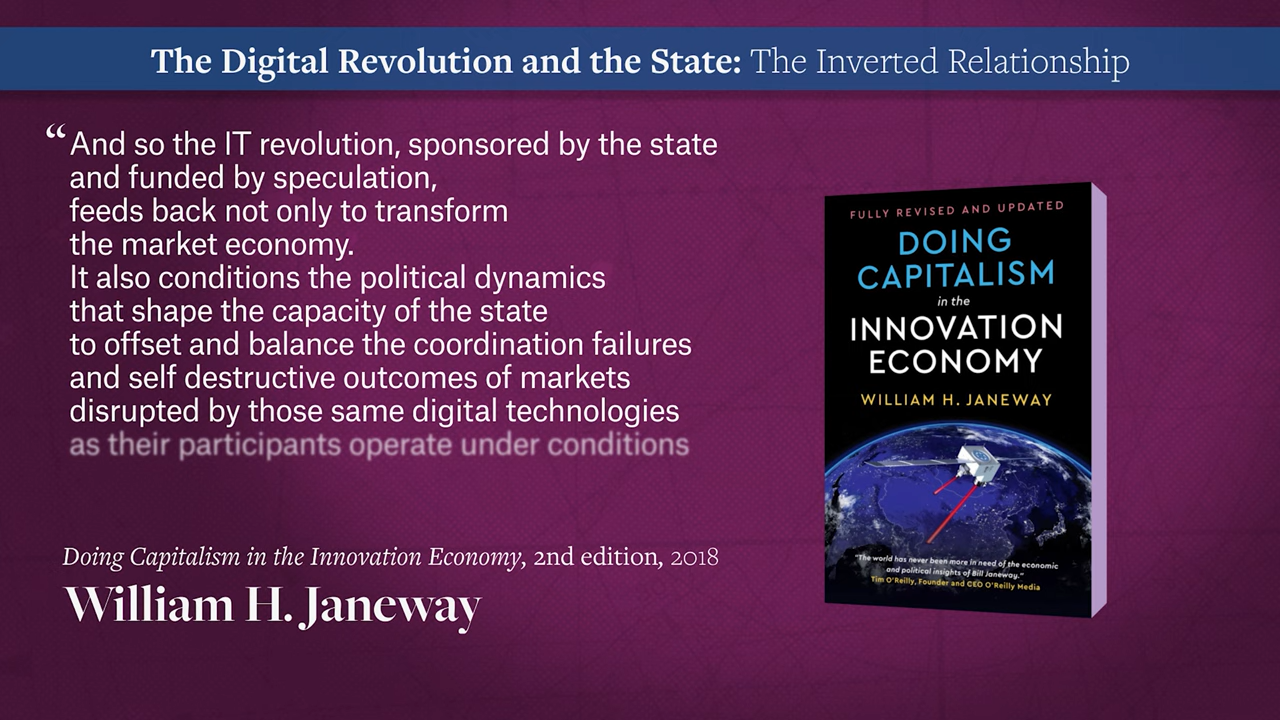 The Digital Revolution and the State: The Inverted Relationship
“And so the IT revolution, sponsored by the state
and funded by speculation,
feeds back not only to transform
the market economy.
It also conditions the political dynamics
that shape the capacity of the state
to offset and balance the coordination failures
and self destructive outcomes of markets
disrupted by those same digital technologies
as their participants operate under conditions
Doing Capitalism in the Innovation Economy, 2nd edition, 2018
William H. Janeway
FULLY REVISED AND UPDATED
DOING
CAPITALISM
in the
INNOVATION
ECONOMY
WILLIAM H. JANEWAY
“The world has never been more in need of the economic
and political insights of Bill Janeway.”
Tim O'Reilly, Founder and CEO O'Reilly Media